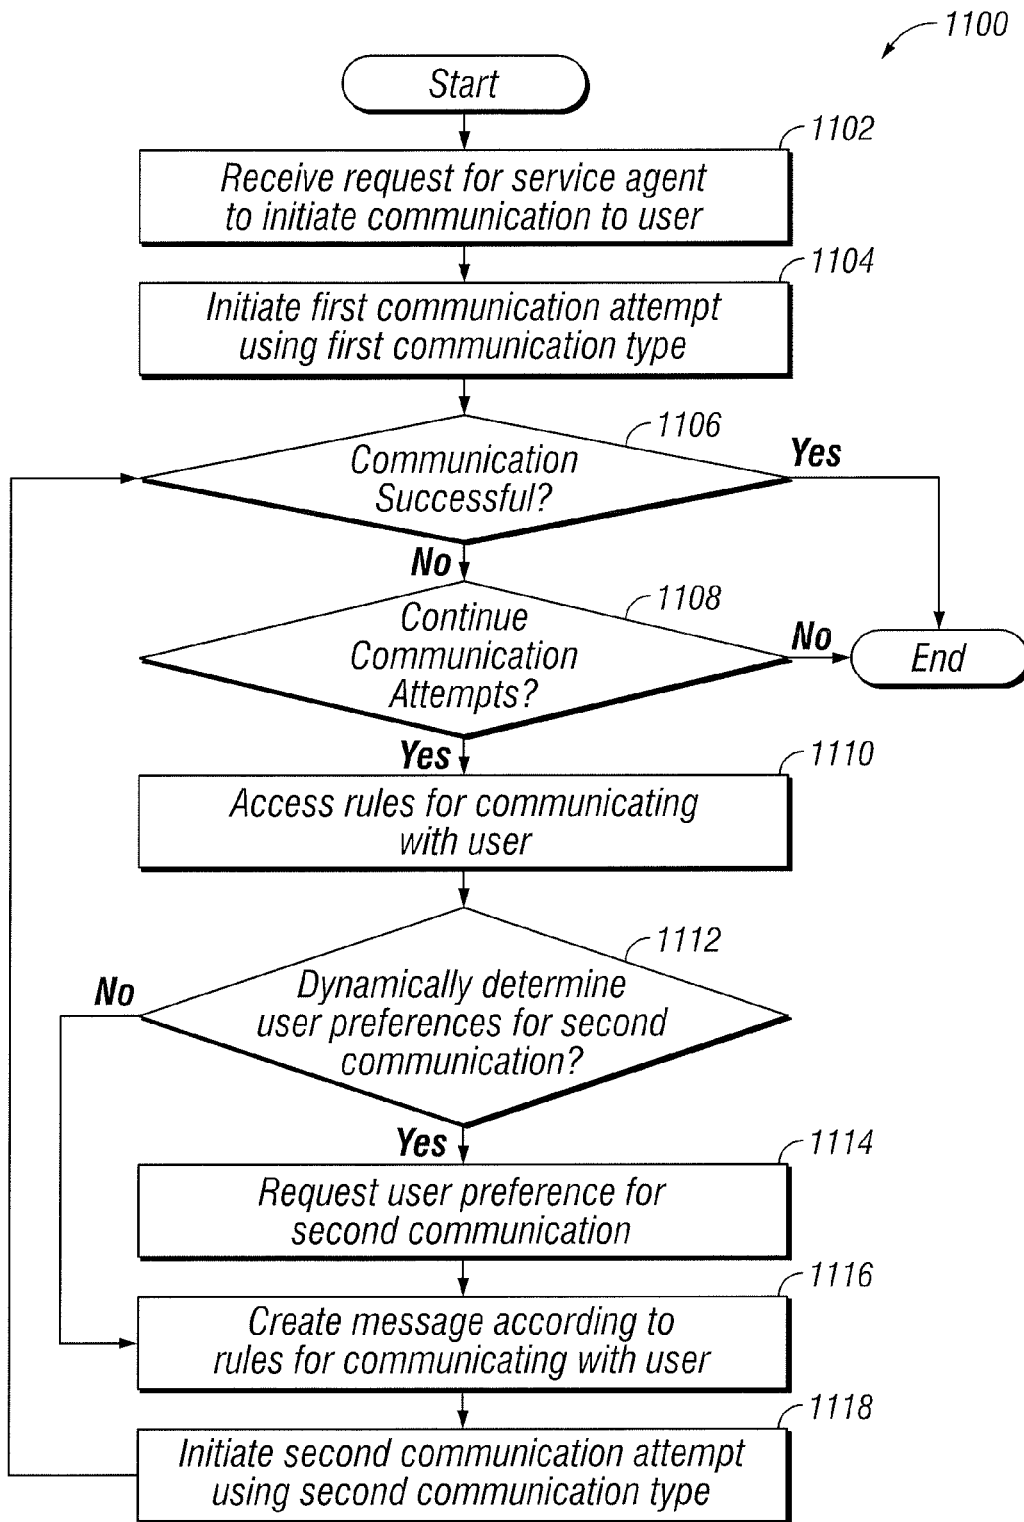 1100
Start
1102
Receive request for service agent
to initiate communication to user
1104
Initiate first communication attempt
using first communication type
1106
Communication
Successful?
Yes
No
1108
Continue
Communication
Attempts?
No
End
Yes
1110
Access rules for communicating
with user
1112
Dynamically determine
user preferences for second
communication?
No
Yes
1114
Request user preference for
second communication
1116
Create message according to
rules for communicating with user
1118
Initiate second communication attempt
using second communication type